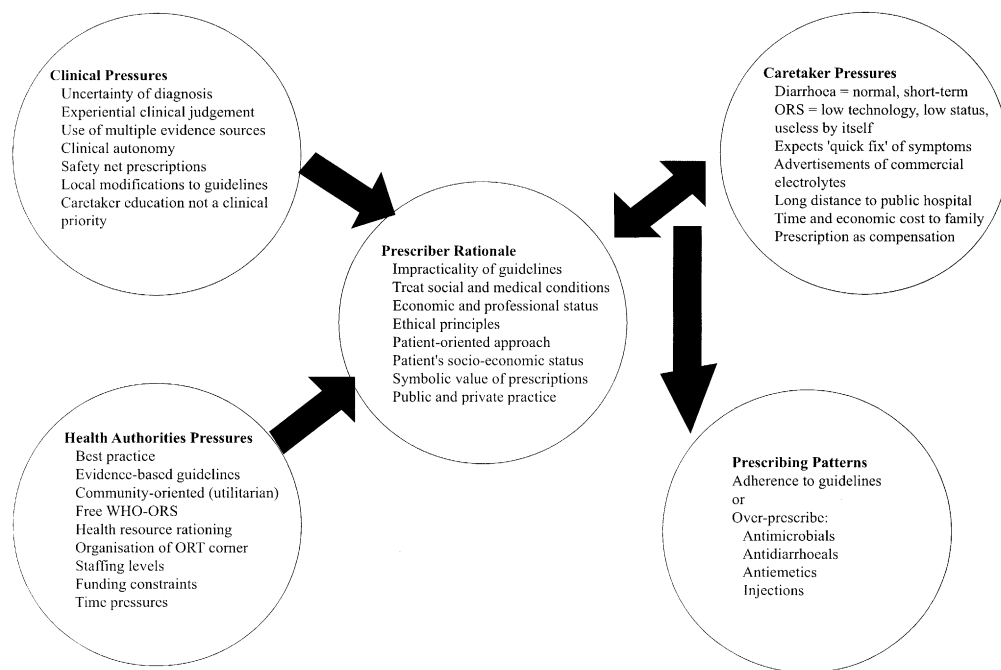 Clinical Pressures
Uncertainty of diagnosis
Experiential clinical judgement
Use of multiple evidence sources
Clinical autonomy
Safety net prescriptions
Local modifications to guidelines
Caretaker education not a clinical
priority
Caretaker Pressures
Diarrhoea = normal, short-term
ORS = low technology, low status,
useless by itself
Expects 'quick fix' of symptoms
Advertisements of commercial
electrolytes
Long distance to public hospital
Time and economic cost to family
Prescription as compensation
Prescriber Rationale
Impracticality of guidelines
Treat social and medical conditions
Economic and professional status
Ethical principles
Patient-oriented approach
Patient's socio-economic status
Symbolic value of prescriptions
Public and private practice
Health Authorities Pressures
Best practice
Evidence-based guidelines
Community-oriented (utilitarian)
Free WHO-ORS
Health resource rationing
Organisation of ORT corner
Staffing levels
Funding constraints
Time pressures
Prescribing Patterns
Adherence to guidelines
or
Over-prescribe:
Antimicrobials
Antidiarrhoeals
Antiemetics
Injections